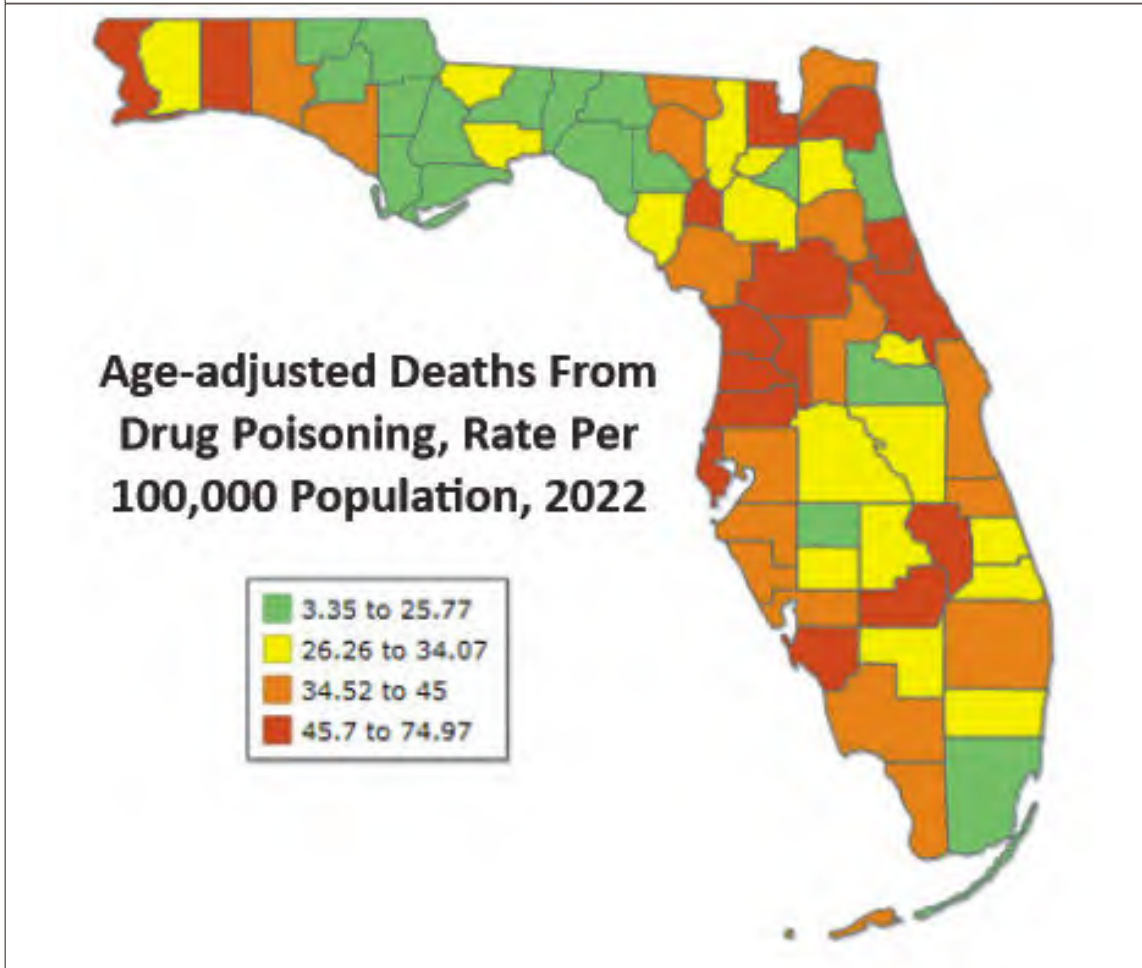 Age-adjusted Deaths From
Drug Poisoning, Rate Per
100,000 Population, 2022
3.35 to 25.77
26.26 to 34.07
34.52 to 45
45.7 to 74.97